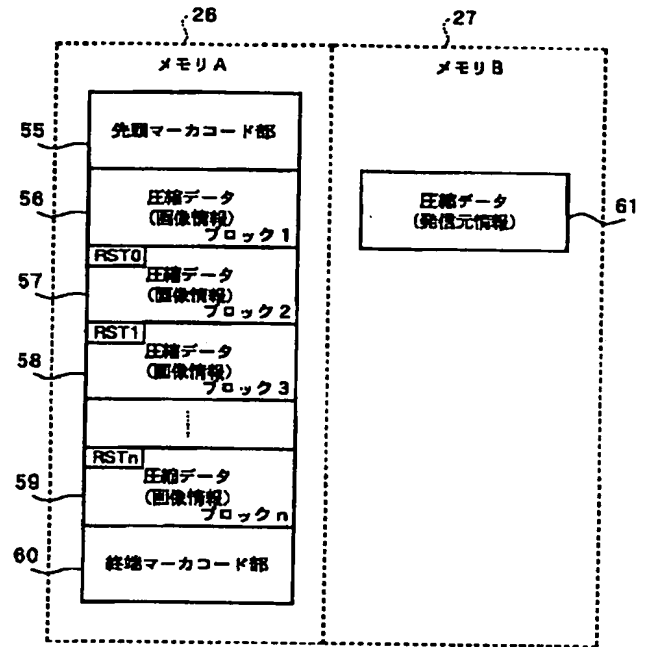 26
27
メモリA
メモリB
55
先頭マーカコード部
56
圧縮データ
(画像情報)
ブロック1
61
圧縮データ
(発信元情報)
57
RST0
圧縮データ
(画像情報)
ブロック2
58
RST1
圧縮データ
(画像情報)
ブロック3
59
RSTn
圧縮データ
(画像情報)
ブロックn
60
終端マーカコード部